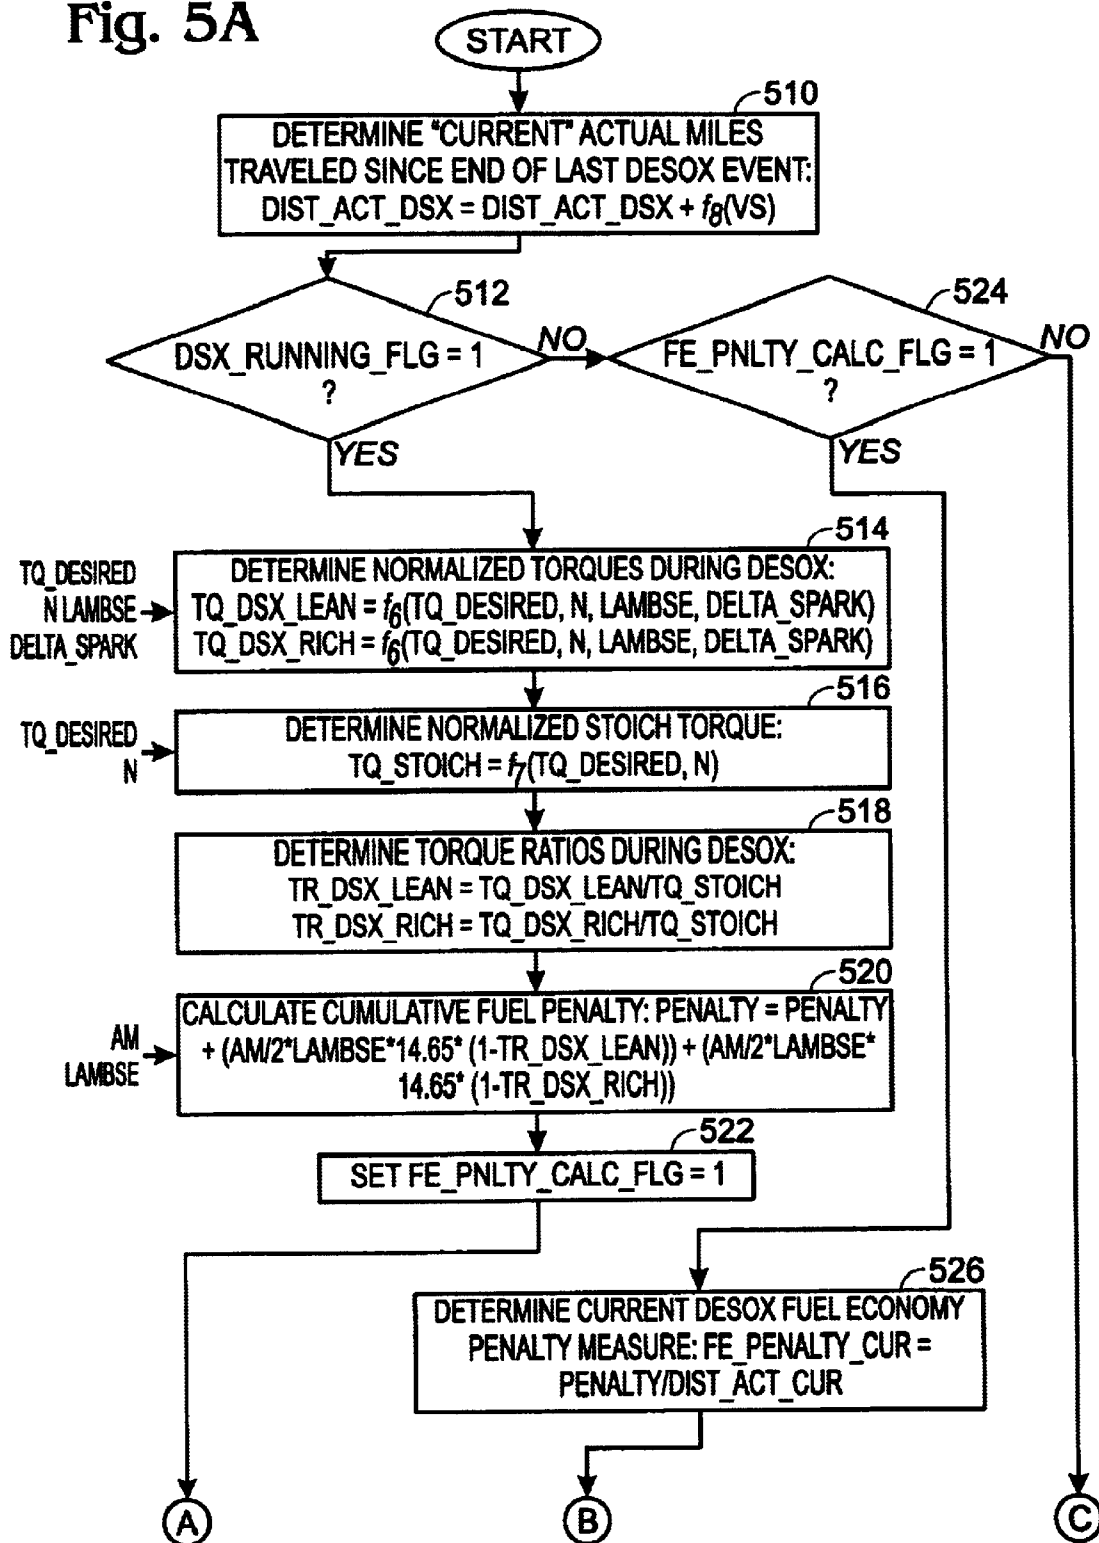 Fig. 5A
START
510
DETERMINE "CURRENT" ACTUAL MILES
TRAVELED SINCE END OF LAST DESOX EVENT:
DIST_ACT_DSX = DIST_ACT_DSX + f8(VS)
512
DSX_RUNNING_FLG = 1
?
NO
YES
524
FE_PNLTY_CALC_FLG = 1
?
NO
YES
514
TQ_DESIRED
N LAMBSE
DELTA_SPARK
DETERMINE NORMALIZED TORQUES DURING DESOX:
TQ_DSX_LEAN = f6(TQ_DESIRED, N, LAMBSE, DELTA_SPARK)
TQ_DSX_RICH = f6(TQ_DESIRED, N, LAMBSE, DELTA_SPARK)
516
TQ_DESIRED
N
DETERMINE NORMALIZED STOICH TORQUE:
TQ_STOICH = f7(TQ_DESIRED, N)
518
DETERMINE TORQUE RATIOS DURING DESOX:
TR_DSX_LEAN = TQ_DSX_LEAN/TQ_STOICH
TR_DSX_RICH = TQ_DSX_RICH/TQ_STOICH
520
AM
LAMBSE
CALCULATE CUMULATIVE FUEL PENALTY: PENALTY = PENALTY
+ (AM/2*LAMBSE*14.65* (1-TR_DSX_LEAN)) + (AM/2*LAMBSE*
14.65* (1-TR_DSX_RICH))
522
SET FE_PNLTY_CALC_FLG = 1
526
DETERMINE CURRENT DESOX FUEL ECONOMY
PENALTY MEASURE: FE_PENALTY_CUR =
PENALTY/DIST_ACT_CUR
A
B
C